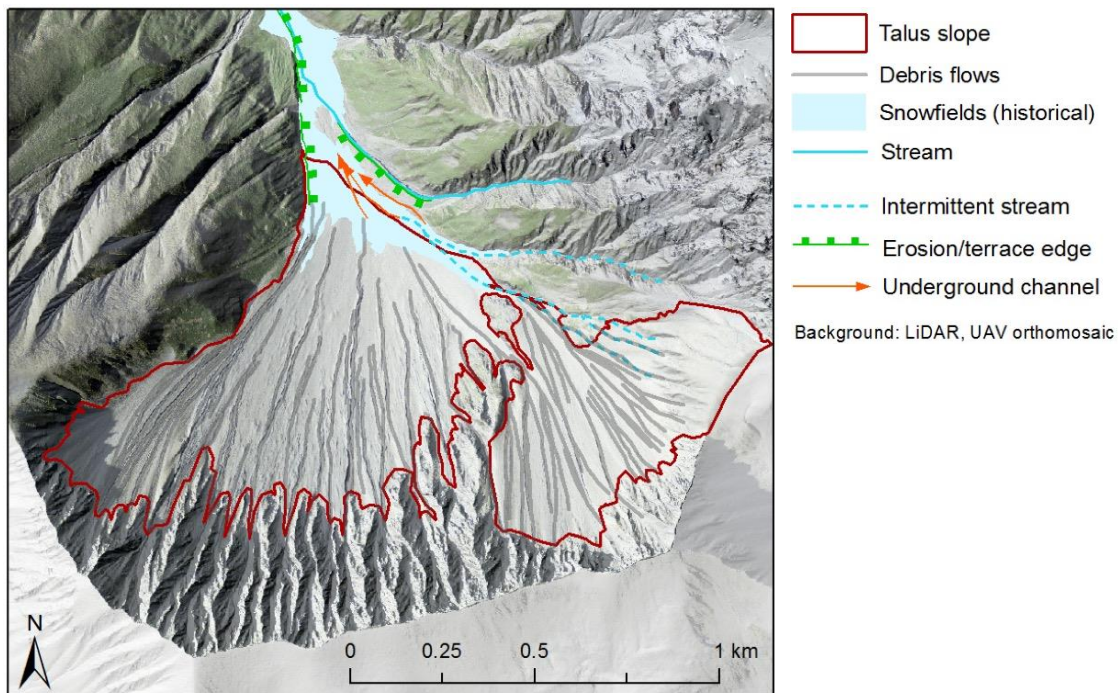 Talus slope
Debris flows
Snowfields (historical)
Stream
Intermittent stream
Erosion/terrace edge
Underground channel
Background: LiDAR, UAV orthomosaic
N
0 0.25 0.5 1 km